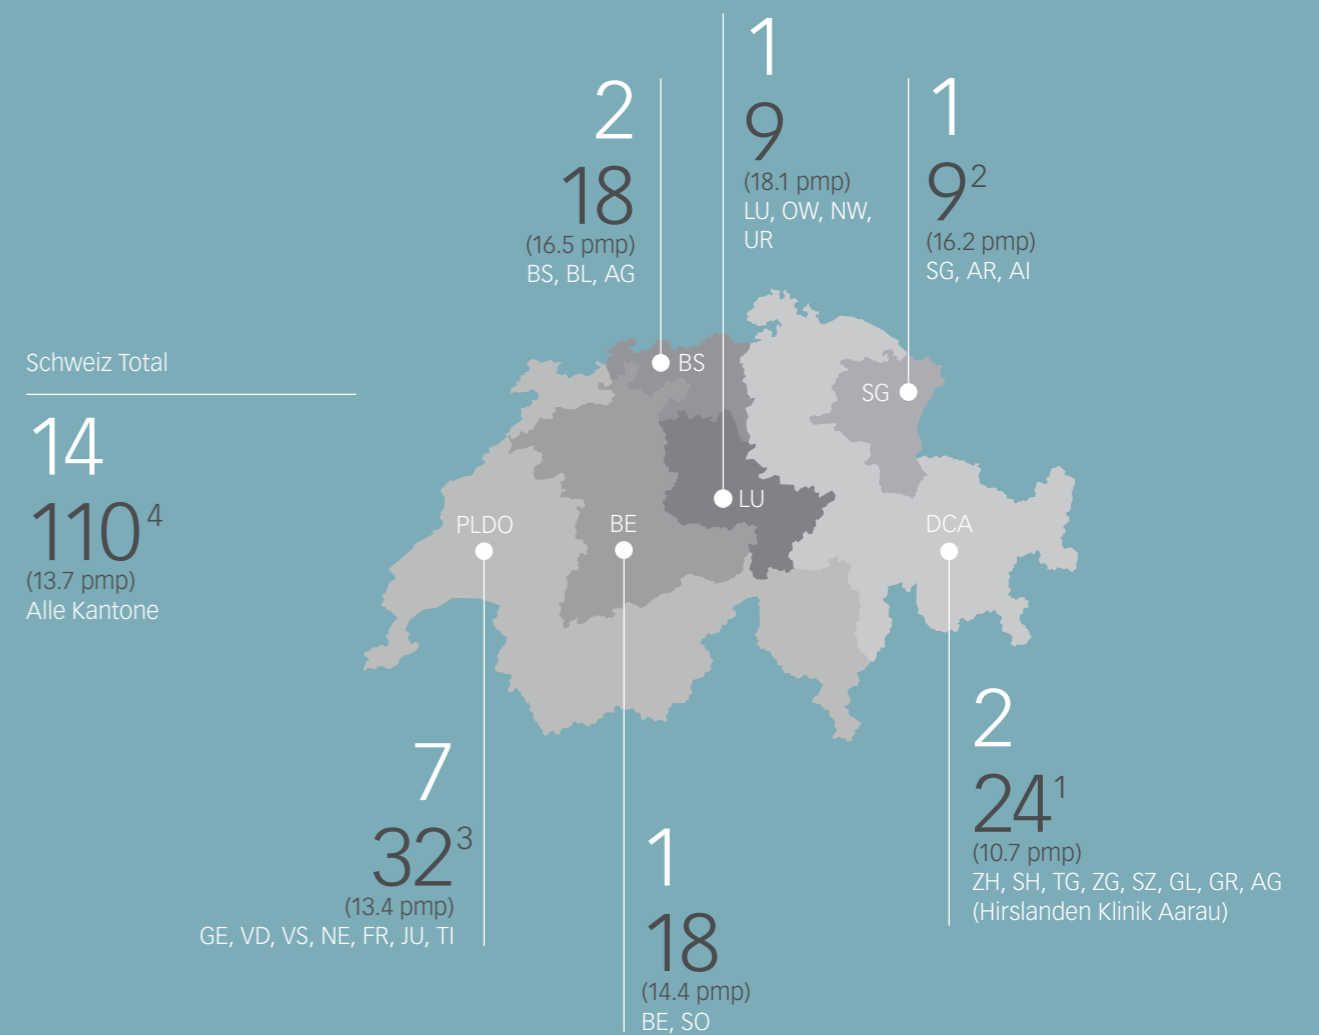 1
9
(18.1 pmp)
LU, OW, NW,
UR
2
18
(16.5 pmp)
BS, BL, AG
1
9²
(16.2 pmp)
SG, AR, AI
Schweiz Total
14
110⁴
(13.7 pmp)
Alle Kantone
BS
SG
LU
PLDO
BE
DCA
7
32³
(13.4 pmp)
GE, VD, VS, NE, FR, JU, TI
1
18
(14.4 pmp)
BE, SO
2
24¹
(10.7 pmp)
ZH, SH, TG, ZG, SZ, GL, GR, AG
(Hirslanden Klinik Aarau)